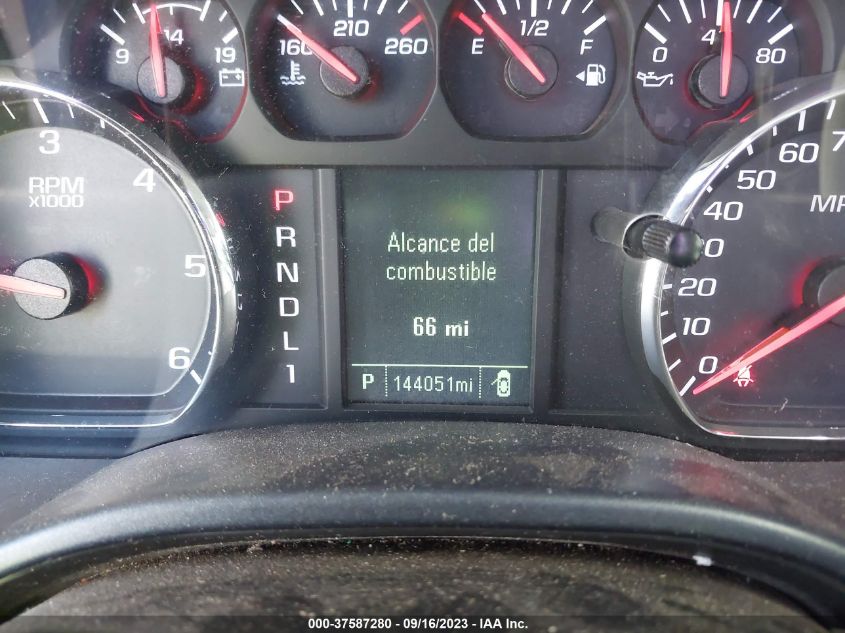 9 14 19
160 210 260
E 1/2 F
0 4 80
3
4
5
6
RPM
x1000
P
R
N
D
L
1
Alcance del
combustible
66 mi
P 144051mi
0
10
20
30
40
50
60
000-37587280 - 09/16/2023 - IAA Inc.